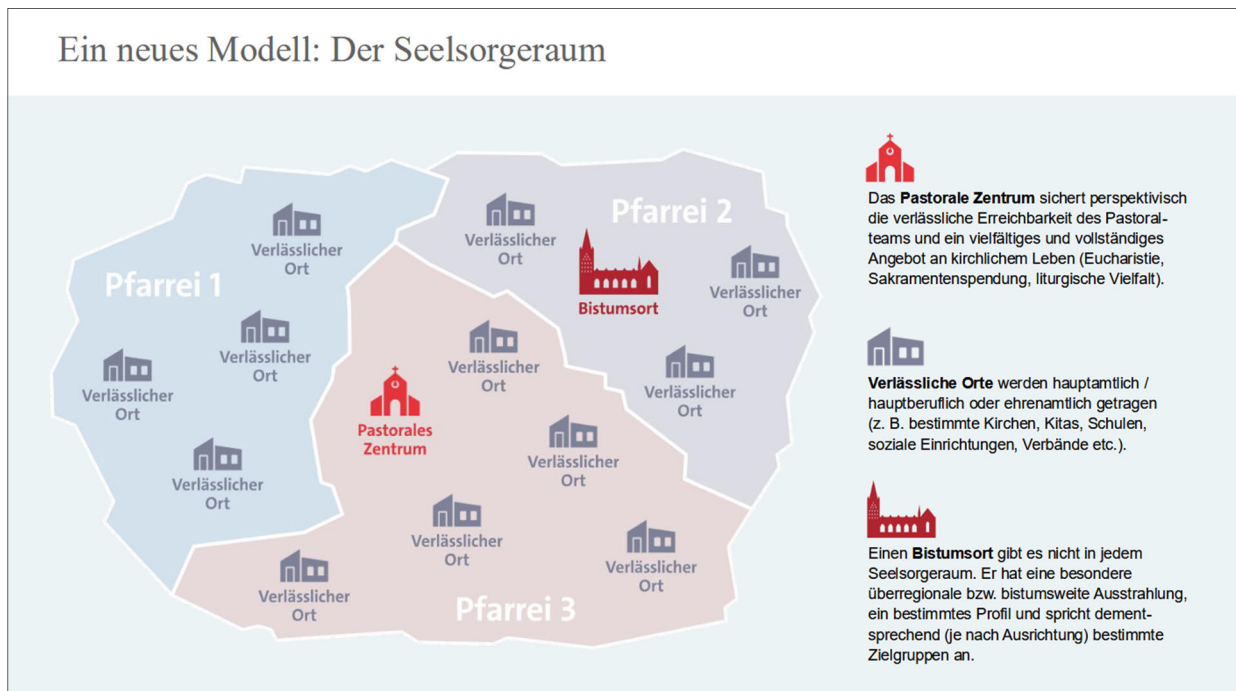 Ein neues Modell: Der Seelsorgeraum
Pfarrei 1
Verlässlicher
Ort
Verlässlicher
Ort
Verlässlicher
Ort
Verlässlicher
Ort
Pfarrei 2
Verlässlicher
Ort
Bistumsort
Verlässlicher
Ort
Verlässlicher
Ort
Verlässlicher
Ort
Pastorales
Zentrum
Verlässlicher
Ort
Verlässlicher
Ort
Verlässlicher
Ort
Verlässlicher
Ort
Pfarrei 3
Das Pastorale Zentrum sichert perspektivisch
die verlässliche Erreichbarkeit des Pastoral-
teams und ein vielfältiges und vollständiges
Angebot an kirchlichem Leben (Eucharistie,
Sakramentenspendung, liturgische Vielfalt).
Verlässliche Orte werden hauptamtlich /
hauptberuflich oder ehrenamtlich getragen
(z. B. bestimmte Kirchen, Kitas, Schulen,
soziale Einrichtungen, Verbände etc.).
Einen Bistumsort gibt es nicht in jedem
Seelsorgeraum. Er hat eine besondere
überregionale bzw. bistumsweite Ausstrahlung,
ein bestimmtes Profil und spricht dement-
sprechend (je nach Ausrichtung) bestimmte
Zielgruppen an.